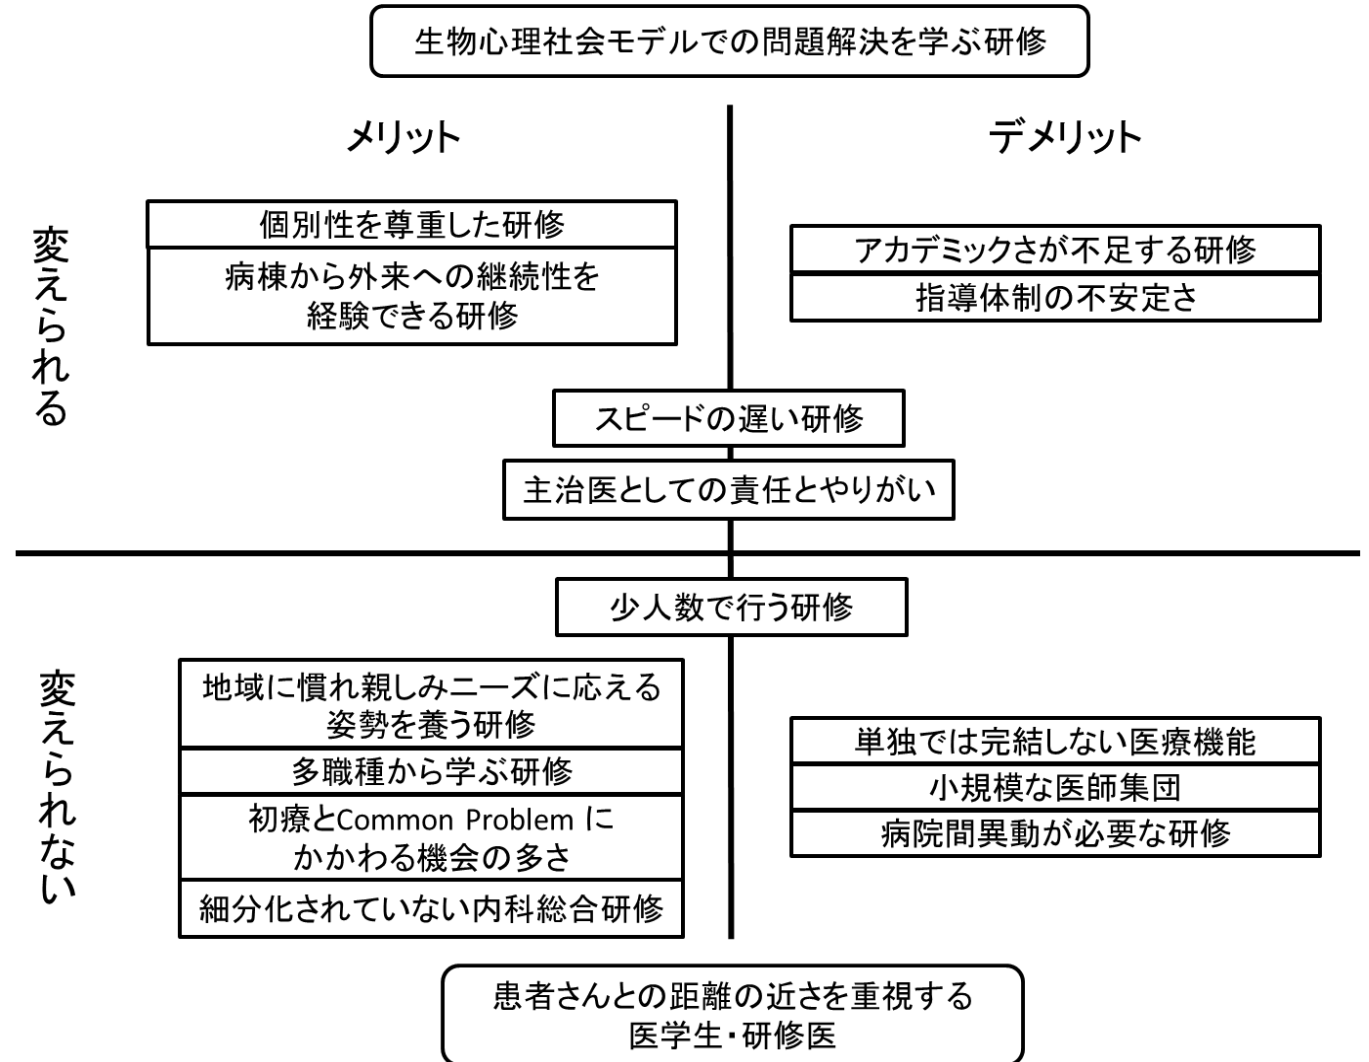 生物心理社会モデルでの問題解決を学ぶ研修
メリット
デメリット
変えられる
個別性を尊重した研修
病棟から外来への継続性を
経験できる研修
アカデミックさが不足する研修
指導体制の不安定さ
スピードの遅い研修
主治医としての責任とやりがい
少人数で行う研修
変えられない
地域に慣れ親しみニーズに応える
姿勢を養う研修
多職種から学ぶ研修
初療とCommon Problem に
かかわる機会の多さ
細分化されていない内科総合研修
単独では完結しない医療機能
小規模な医師集団
病院間異動が必要な研修
患者さんとの距離の近さを重視する
医学生・研修医